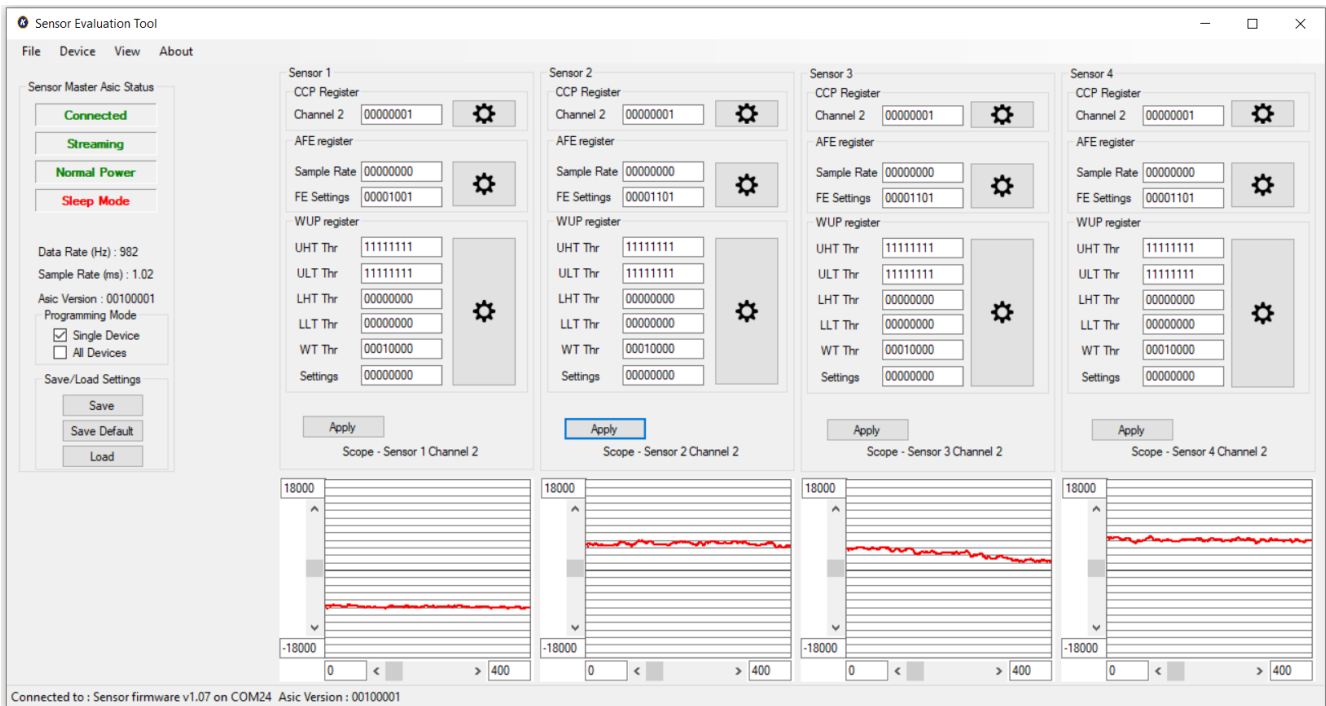 Sensor Evaluation Tool
File Device View About
Sensor Master Asic Status
Connected
Streaming
Normal Power
Sleep Mode
Data Rate (Hz) : 982
Sample Rate (ms) : 1.02
Asic Version : 00100001
Programming Mode
Single Device
All Devices
Save/Load Settings
Save
Save Default
Load
Sensor 1
CCP Register
Channel 2 00000001
AFE register
Sample Rate 00000000
FE Settings 00001001
WUP register
UHT Thr 11111111
ULT Thr 11111111
LHT Thr 00000000
LLT Thr 00000000
WT Thr 00010000
Settings 00000000
Apply
Scope - Sensor 1 Channel 2
18000
-18000
0 < > 400
Sensor 2
CCP Register
Channel 2 00000001
AFE register
Sample Rate 00000000
FE Settings 00001101
WUP register
UHT Thr 11111111
ULT Thr 11111111
LHT Thr 00000000
LLT Thr 00000000
WT Thr 00010000
Settings 00000000
Apply
Scope - Sensor 2 Channel 2
18000
-18000
0 < > 400
Sensor 3
CCP Register
Channel 2 00000001
AFE register
Sample Rate 00000000
FE Settings 00001101
WUP register
UHT Thr 11111111
ULT Thr 11111111
LHT Thr 00000000
LLT Thr 00000000
WT Thr 00010000
Settings 00000000
Apply
Scope - Sensor 3 Channel 2
18000
-18000
0 < > 400
Sensor 4
CCP Register
Channel 2 00000001
AFE register
Sample Rate 00000000
FE Settings 00001101
WUP register
UHT Thr 11111111
ULT Thr 11111111
LHT Thr 00000000
LLT Thr 00000000
WT Thr 00010000
Settings 00000000
Apply
Scope - Sensor 4 Channel 2
18000
-18000
0 < > 400
Connected to : Sensor firmware v1.07 on COM24 Asic Version : 00100001